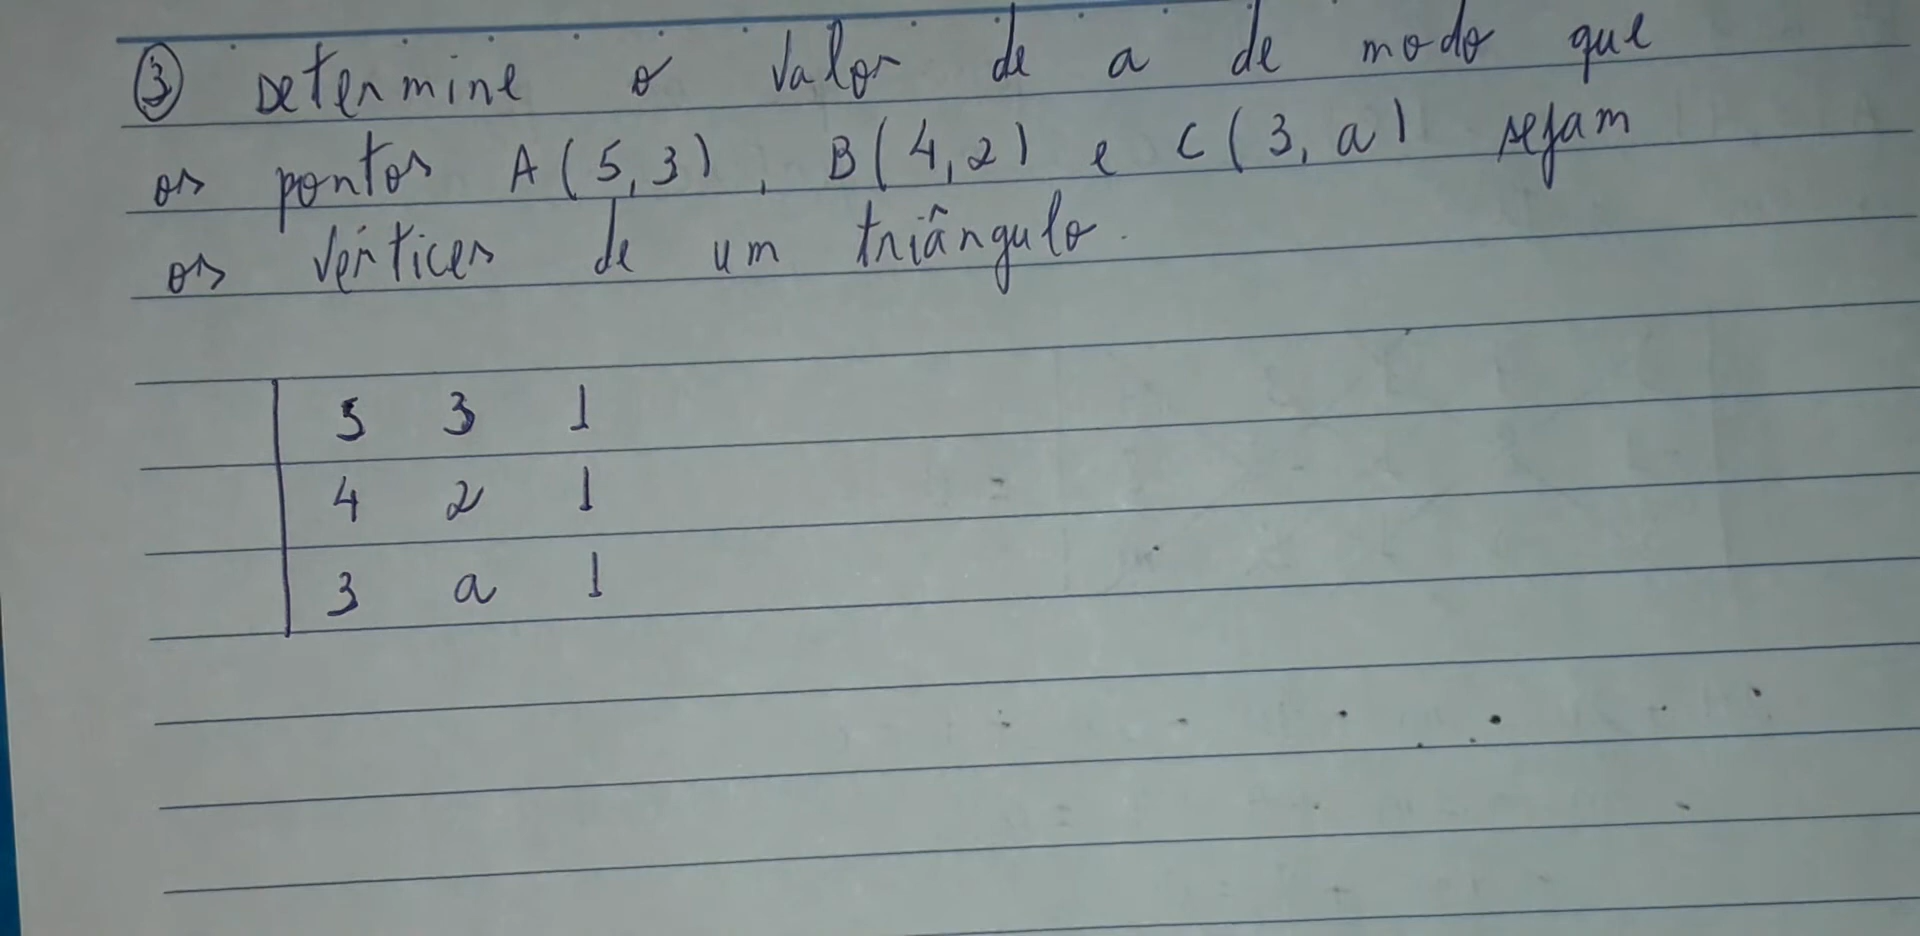 ③ Determine o valor de a de modo que
os pontos A(5,3), B(4,2) e C(3,a) sejam
os vértices de um triângulo.
5 3 1
4 2 1
3 a 1